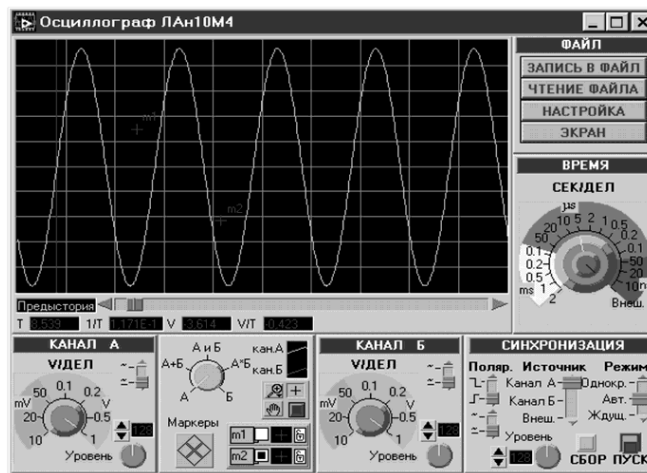 Осциллограф ЛАн10М4
ФАЙЛ
ЗАПИСЬ В ФАЙЛ
ЧТЕНИЕ ФАЙЛА
НАСТРОЙКА
ЭКРАН
m1
m2
ВРЕМЯ
СЕК/ДЕЛ
µs
20 10 5 2 1 0.5
50 0.2
0.1 0.1
0.2 50
0.5 20
ms 1 2 10 n
Внеш.
Предыстория
T 8.539 1/T 1.171E-1 V -3.614 V/T -0.423
КАНАЛ А
V/ДЕЛ
0.1
50 0.2
mV V
20 0.5
10 1
128
Уровень
А и Б
А+Б А*Б
А Б
кан.А
кан.Б
Маркеры
m1
m2
КАНАЛ Б
V/ДЕЛ
0.1
50 0.2
mV V
20 0.5
10 1
128
Уровень
СИНХРОНИЗАЦИЯ
Поляр. Источник Режим
Канал А Однокр.
Канал Б Авт.
Внеш. Ждущ.
Уровень
128
СБОР ПУСК